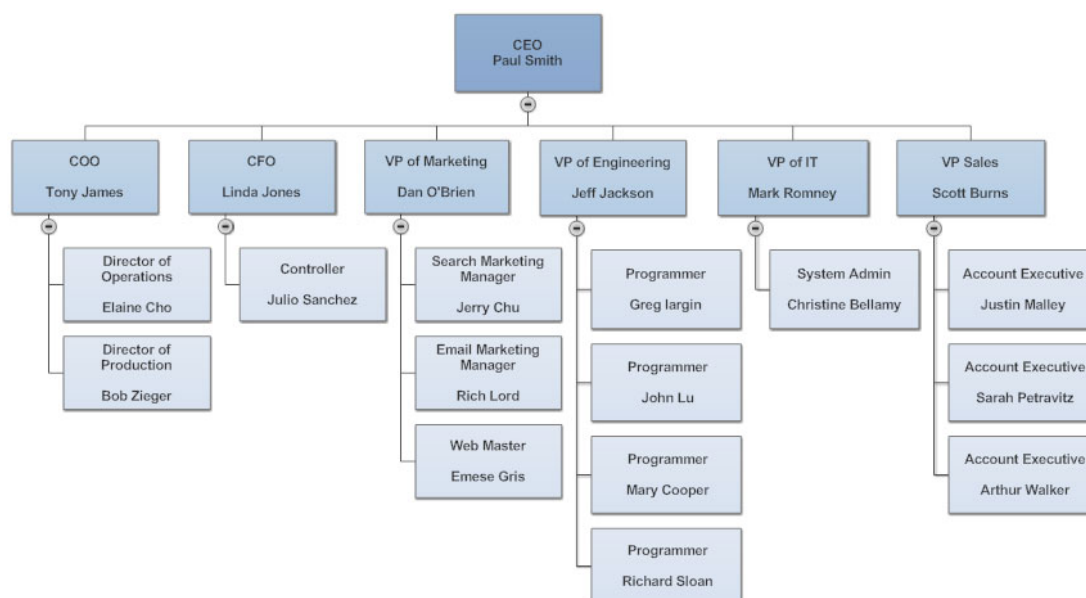 CEO
Paul Smith
COO
Tony James
CFO
Linda Jones
VP of Marketing
Dan O'Brien
VP of Engineering
Jeff Jackson
VP of IT
Mark Romney
VP Sales
Scott Burns
Director of
Operations
Elaine Cho
Director of
Production
Bob Zieger
Controller
Julio Sanchez
Search Marketing
Manager
Jerry Chu
Email Marketing
Manager
Rich Lord
Web Master
Emese Gris
Programmer
Greg largin
Programmer
John Lu
Programmer
Mary Cooper
Programmer
Richard Sloan
System Admin
Christine Bellamy
Account Executive
Justin Malley
Account Executive
Sarah Petravitz
Account Executive
Arthur Walker